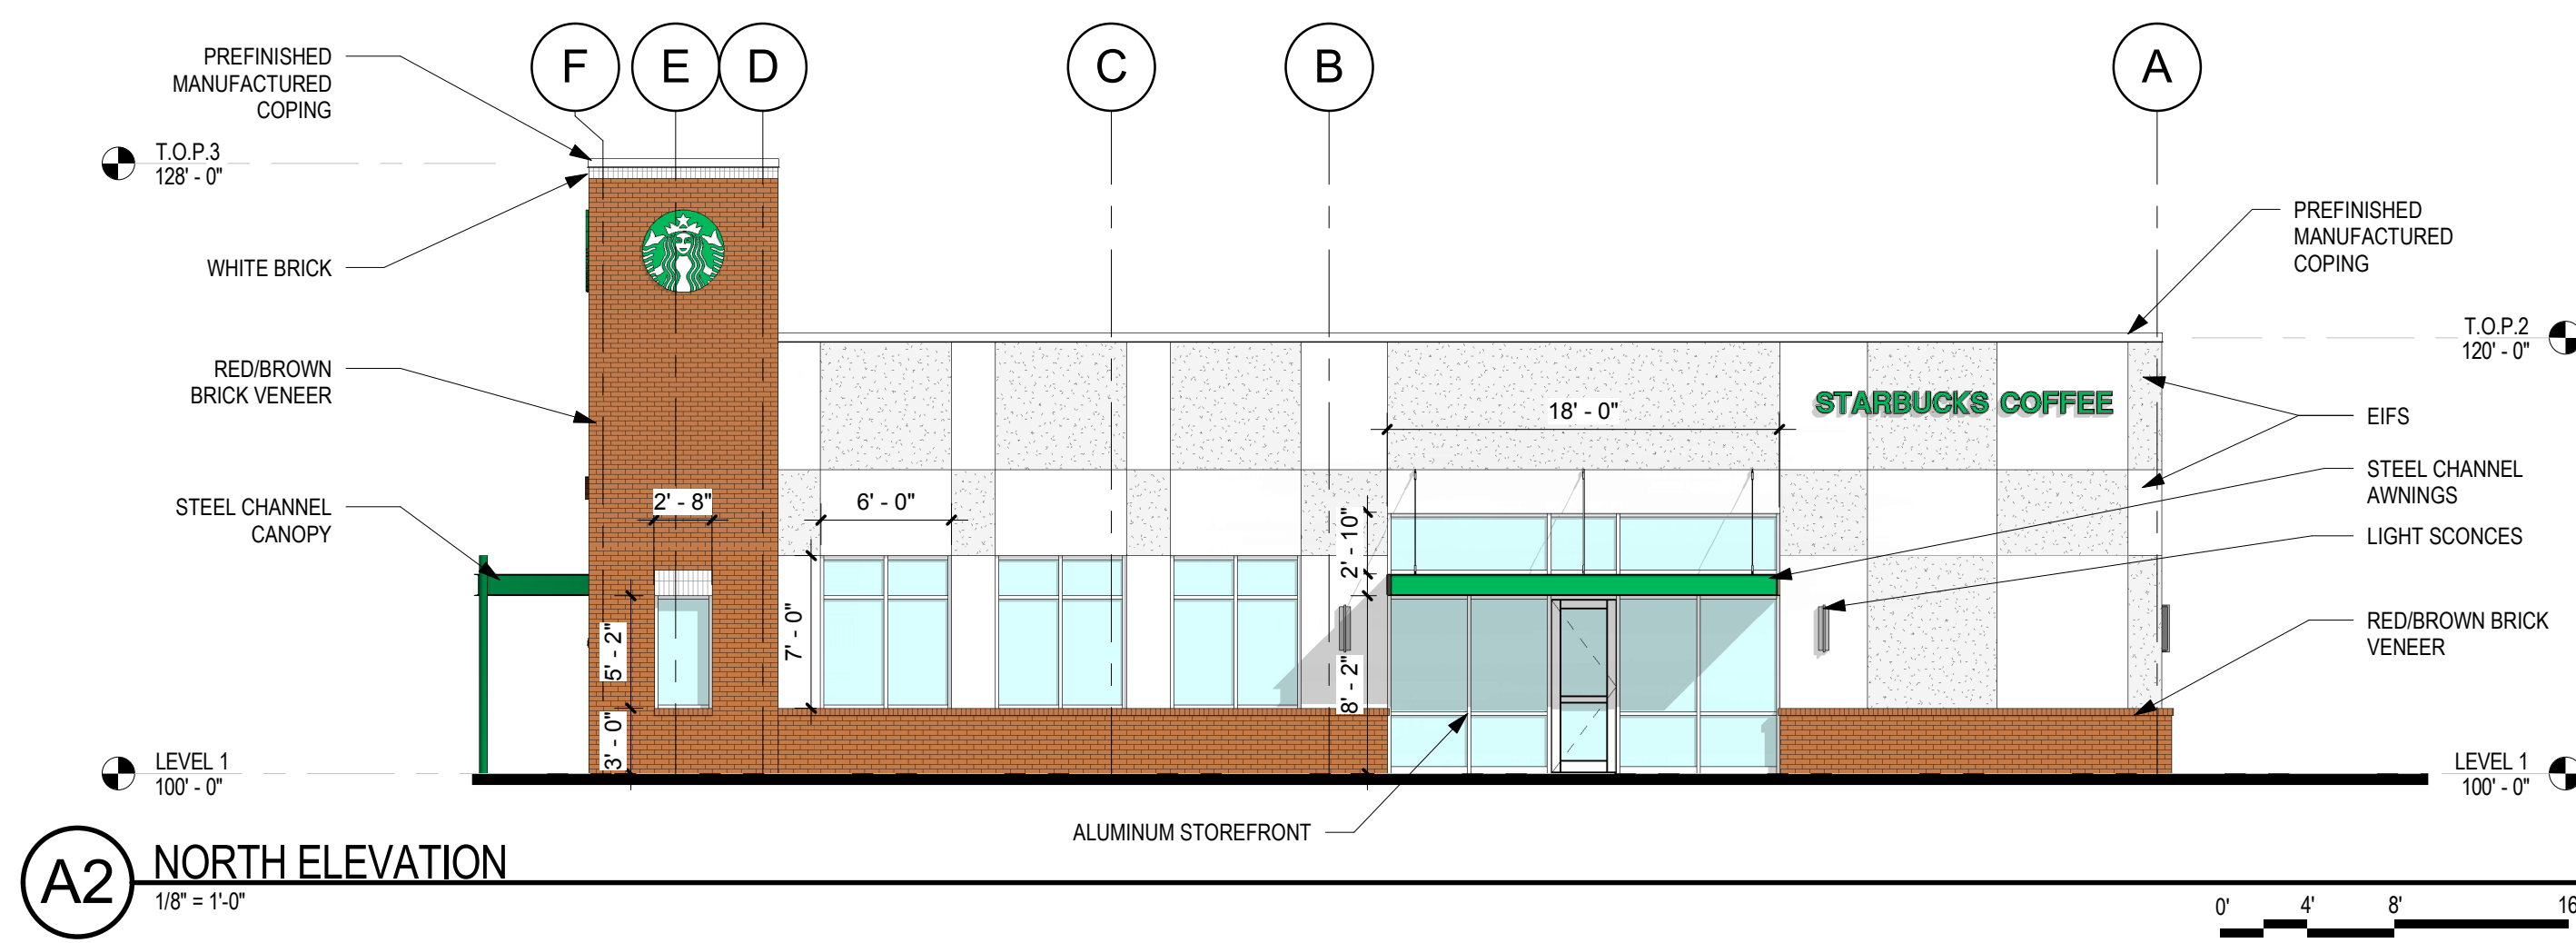 F
E
D
C
B
A
PREFINISHED
MANUFACTURED
COPING
T.O.P.3
128' - 0"
WHITE BRICK
RED/BROWN
BRICK VENEER
STEEL CHANNEL
CANOPY
LEVEL 1
100' - 0"
2' - 8"
5' - 2"
3' - 0"
7' - 0"
6' - 0"
2' - 10"
8' - 2"
18' - 0"
STARBUCKS COFFEE
PREFINISHED
MANUFACTURED
COPING
T.O.P.2
120' - 0"
EIFS
STEEL CHANNEL
AWNINGS
LIGHT SCONCES
RED/BROWN BRICK
VENEER
LEVEL 1
100' - 0"
ALUMINUM STOREFRONT
A2
NORTH ELEVATION
1/8" = 1'-0"
0' 4' 8' 16